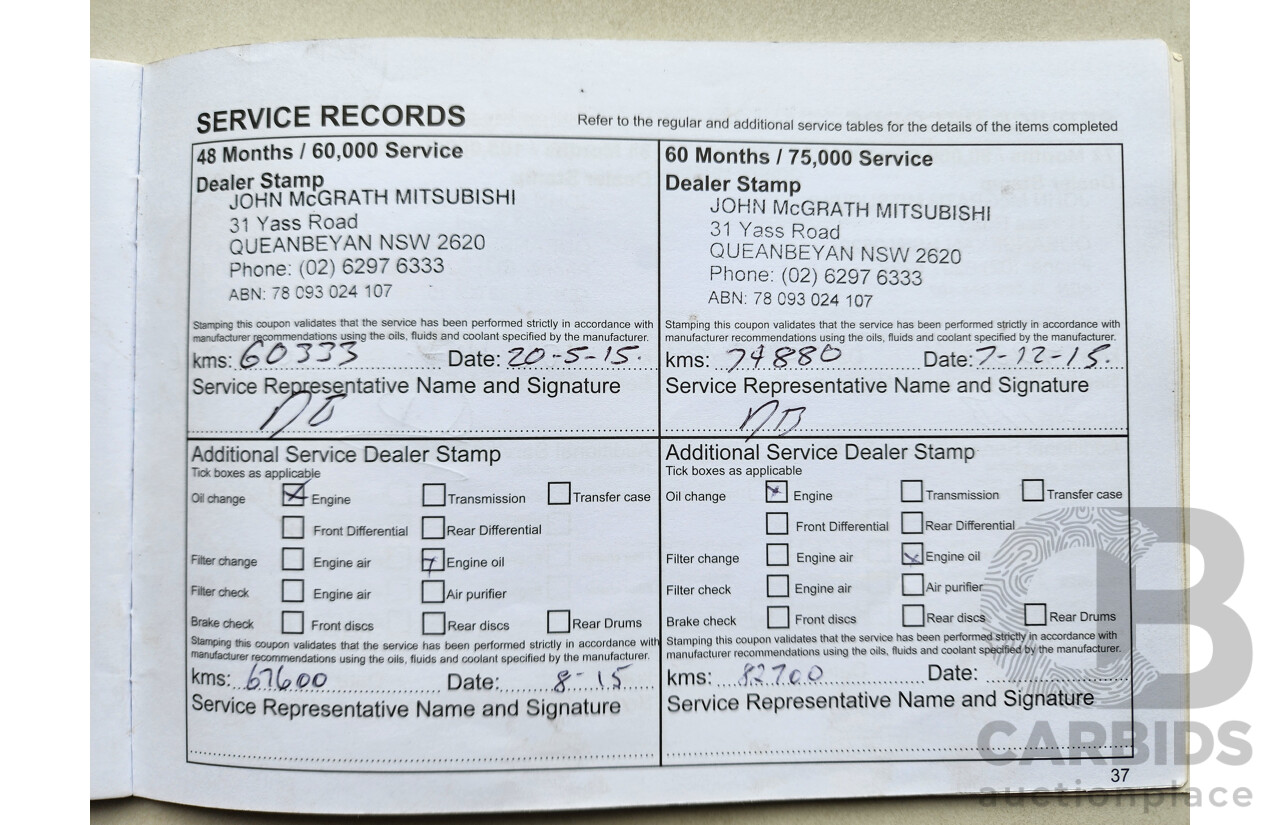 SERVICE RECORDS
Refer to the regular and additional service tables for the details of the items completed
48 Months / 60,000 Service
Dealer Stamp
JOHN McGRATH MITSUBISHI
31 Yass Road
QUEANBEYAN NSW 2620
Phone: (02) 6297 6333
ABN: 78 093 024 107
Stamping this coupon validates that the service has been performed strictly in accordance with
manufacturer recommendations using the oils, fluids and coolant specified by the manufacturer.
kms: 60333 Date: 20-5-15.
Service Representative Name and Signature
Additional Service Dealer Stamp
Tick boxes as applicable
Oil change Engine Transmission Transfer case
Front Differential Rear Differential
Filter change Engine air Engine oil
Filter check Engine air Air purifier
Brake check Front discs Rear discs Rear Drums
Stamping this coupon validates that the service has been performed strictly in accordance with
manufacturer recommendations using the oils, fluids and coolant specified by the manufacturer.
kms: 67600 Date: 8-15
Service Representative Name and Signature
60 Months / 75,000 Service
Dealer Stamp
JOHN McGRATH MITSUBISHI
31 Yass Road
QUEANBEYAN NSW 2620
Phone: (02) 6297 6333
ABN: 78 093 024 107
Stamping this coupon validates that the service has been performed strictly in accordance with
manufacturer recommendations using the oils, fluids and coolant specified by the manufacturer.
kms: 74880 Date: 7-12-15.
Service Representative Name and Signature
Additional Service Dealer Stamp
Tick boxes as applicable
Oil change Engine Transmission Transfer case
Front Differential Rear Differential
Filter change Engine air Engine oil
Filter check Engine air Air purifier
Brake check Front discs Rear discs Rear Drums
Stamping this coupon validates that the service has been performed strictly in accordance with
manufacturer recommendations using the oils, fluids and coolant specified by the manufacturer.
kms: 82700 Date:
Service Representative Name and Signature
37
CARBIDS
auctionplace